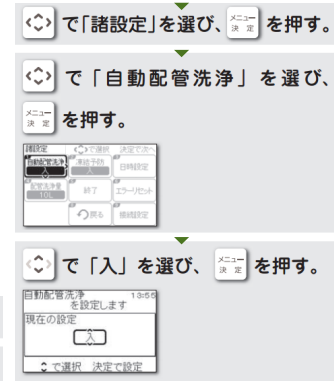 で「諸設定」を選び、 メニュー 決定 を押す。
で「自動配管洗浄」を選び、
メニュー 決定 を押す。
諸設定 で選択 決定で次へ
自動配管洗浄 入 凍結予防 入 日時設定
配管洗浄量 10L 終了 エラーリセット
戻る 接続設定
で「入」を選び、 メニュー 決定 を押す。
自動配管洗浄 13:55
を設定します
現在の設定
入
で選択 決定で設定